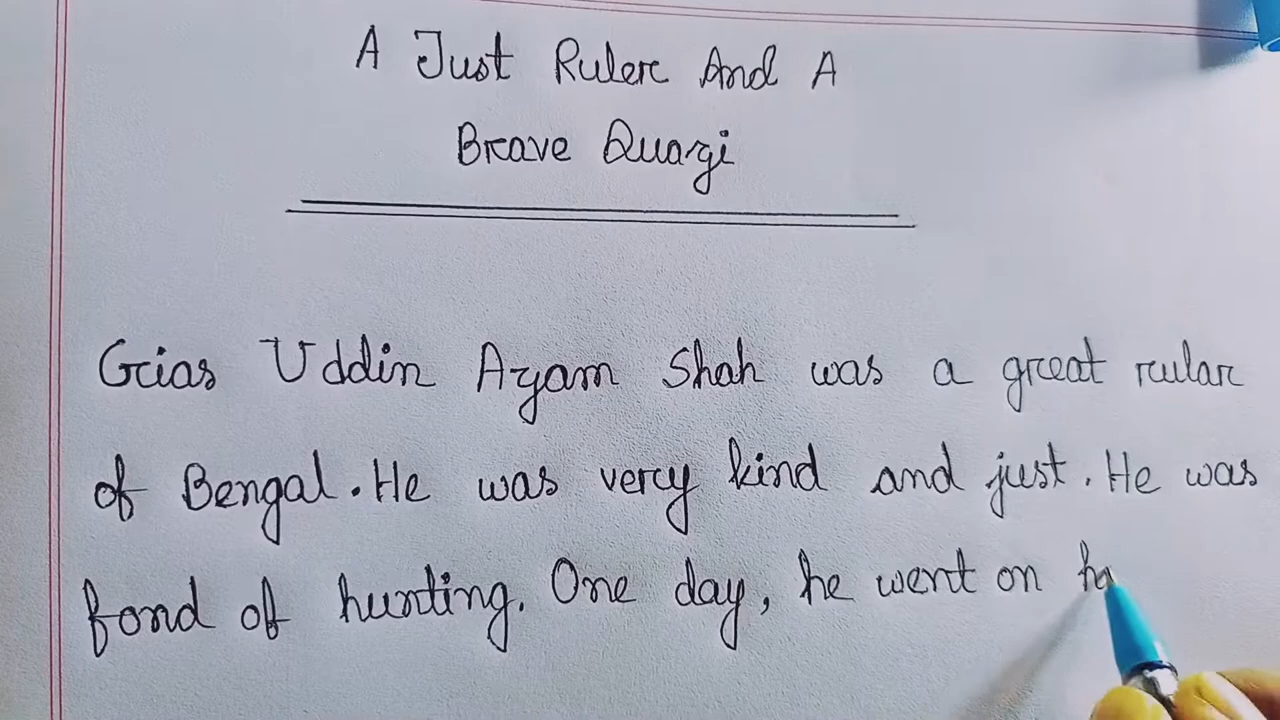 A Just Ruler And A
Brave Quazi
Gias Uddin Azam Shah was a great rular
of Bengal. He was very kind and just. He was
fond of hunting. One day, he went on